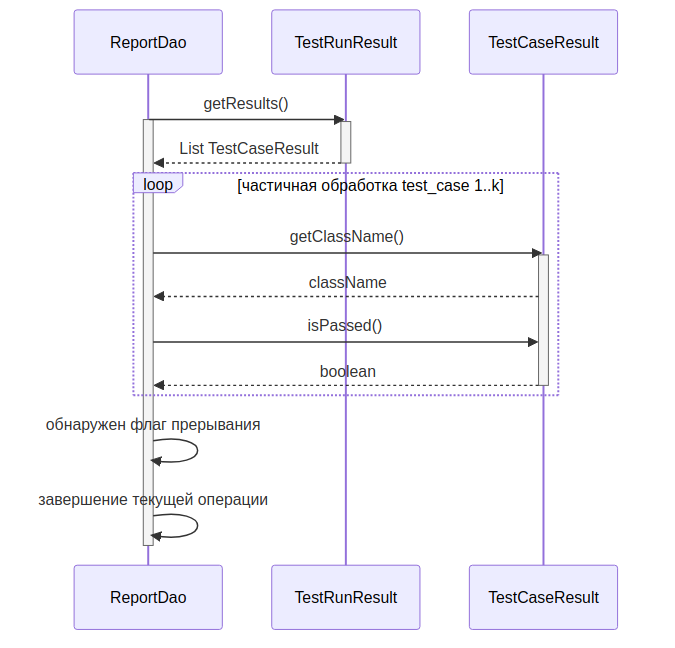 ReportDao
TestRunResult
TestCaseResult
getResults()
List TestCaseResult
loop
[частичная обработка test_case 1..k]
getClassName()
className
isPassed()
boolean
обнаружен флаг прерывания
завершение текущей операции
ReportDao
TestRunResult
TestCaseResult